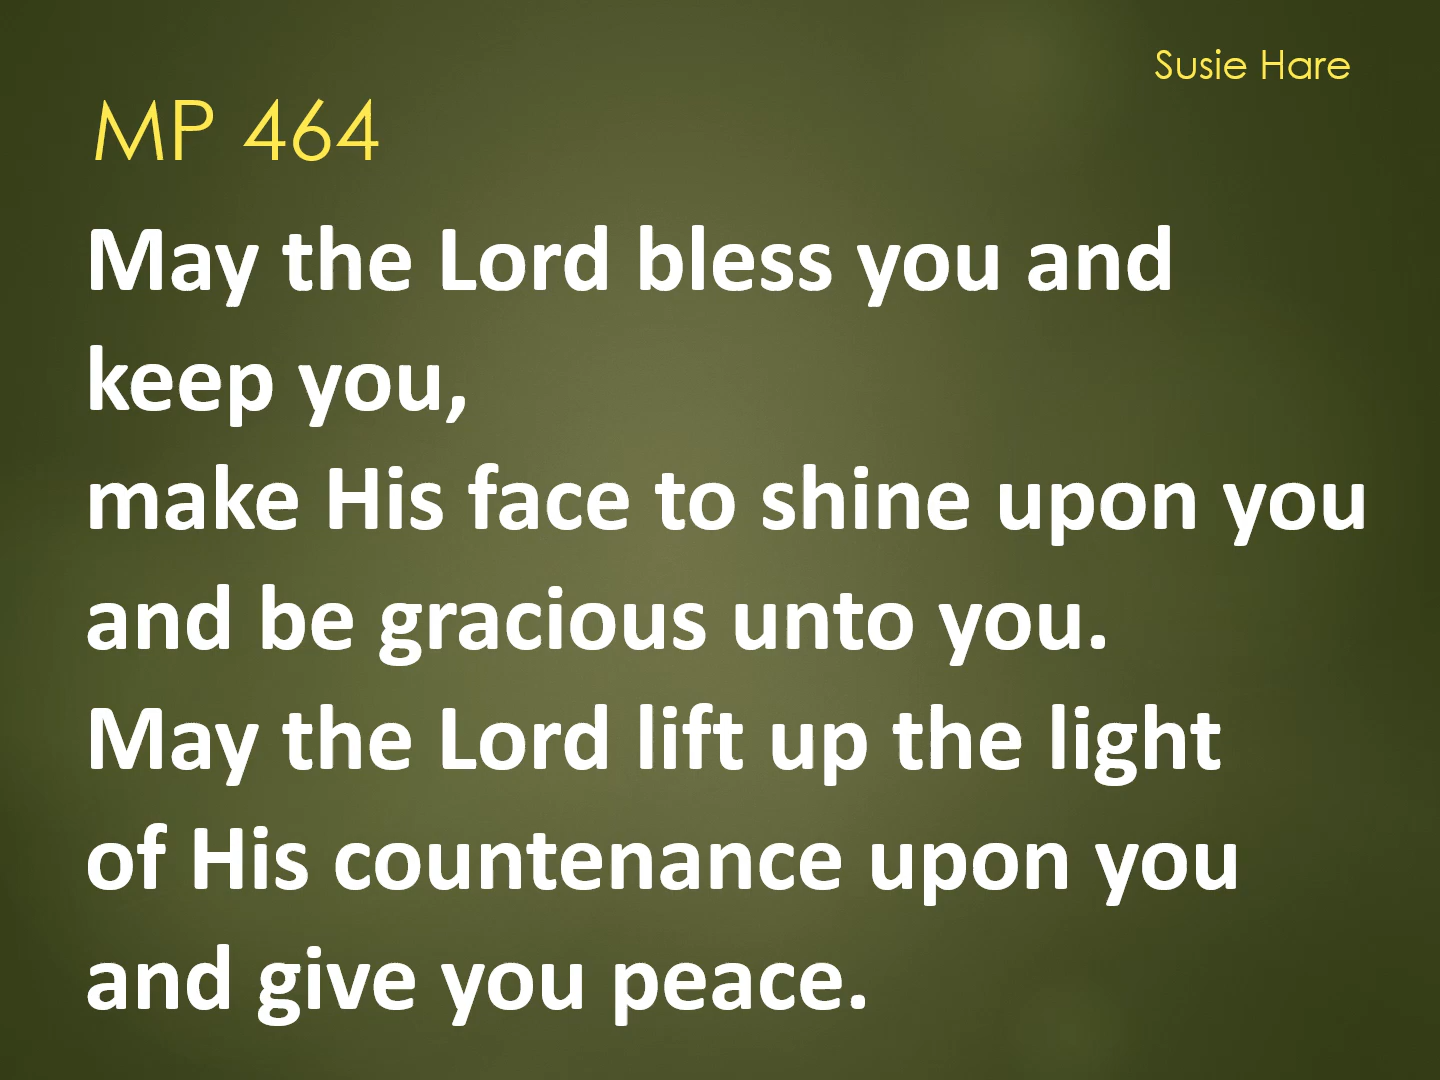 Susie Hare
MP 464
May the Lord bless you and
keep you,
make His face to shine upon you
and be gracious unto you.
May the Lord lift up the light
of His countenance upon you
and give you peace.